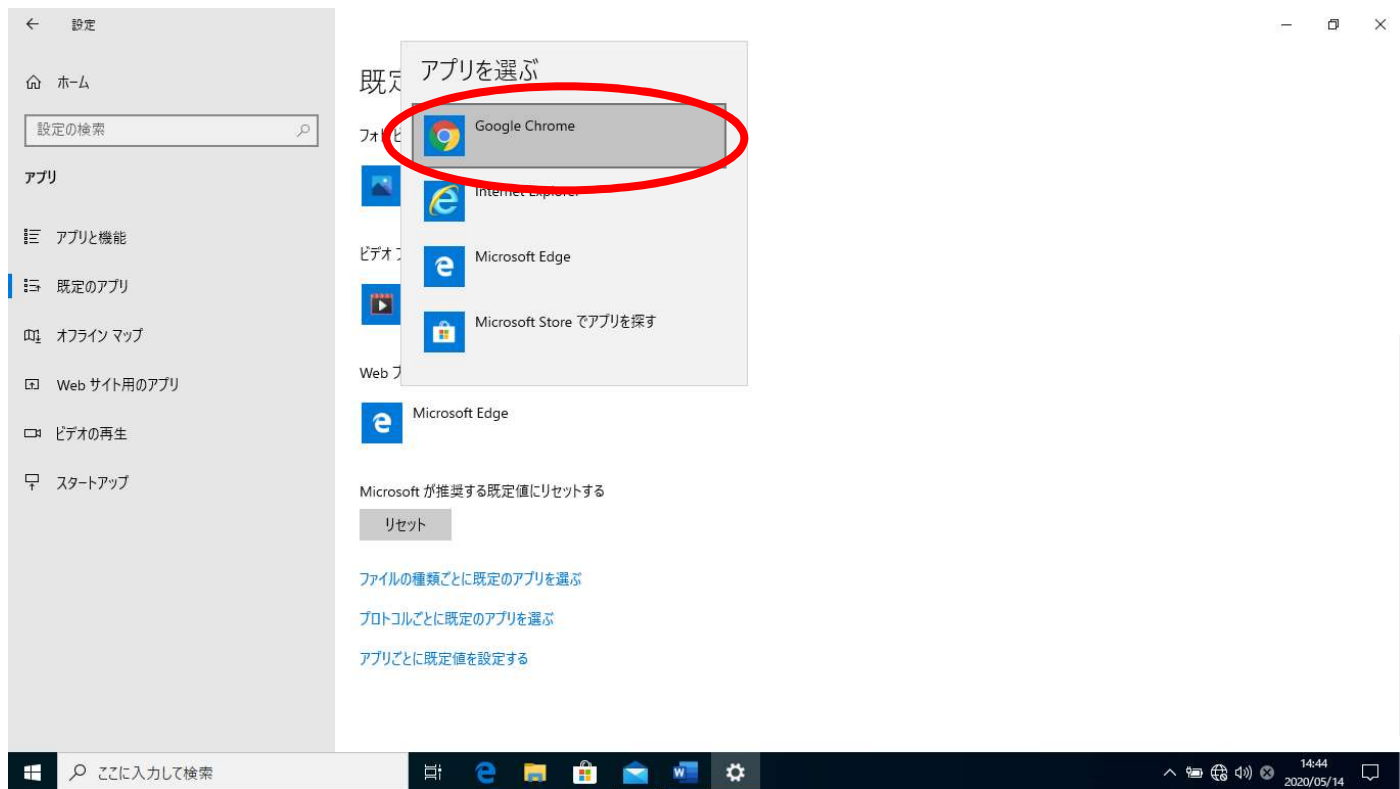 設定
ホーム
設定の検索
アプリ
アプリと機能
既定のアプリ
オフライン マップ
Web サイト用のアプリ
ビデオの再生
スタートアップ
既定
アプリを選ぶ
Google Chrome
Internet Explorer
Microsoft Edge
Microsoft Store でアプリを探す
フォト
ビデオ
Web ブ
Microsoft Edge
Microsoft が推奨する既定値にリセットする
リセット
ファイルの種類ごとに既定のアプリを選ぶ
プロトコルごとに既定のアプリを選ぶ
アプリごとに既定値を設定する
ここに入力して検索
14:44
2020/05/14